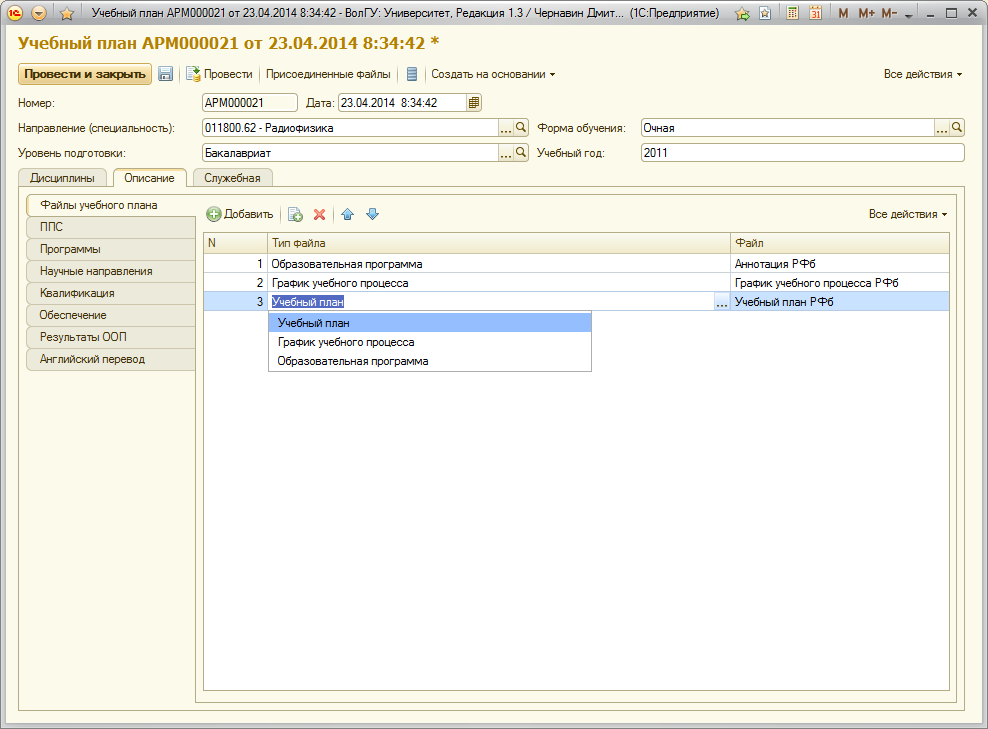 Учебный план АРМ000021 от 23.04.2014 8:34:42 - ВолГУ: Университет, Редакция 1.3 / Чернавин Дмит... (1С:Предприятие) 31 M M+ M-
Учебный план АРМ000021 от 23.04.2014 8:34:42 *
Провести и закрыть Провести Присоединенные файлы Создать на основании Все действия
Номер: АРМ000021 Дата: 23.04.2014 8:34:42
Направление (специальность): 011800.62 - Радиофизика ... Форма обучения: Очная ...
Уровень подготовки: Бакалавриат ... Учебный год: 2011
Дисциплины Описание Служебная
Файлы учебного плана
ППС
Программы
Научные направления
Квалификация
Обеспечение
Результаты ООП
Английский перевод
Добавить Все действия
N Тип файла Файл
1 Образовательная программа Аннотация РФб
2 График учебного процесса График учебного процесса РФб
3 Учебный план ... Учебный план РФб
Учебный план
График учебного процесса
Образовательная программа